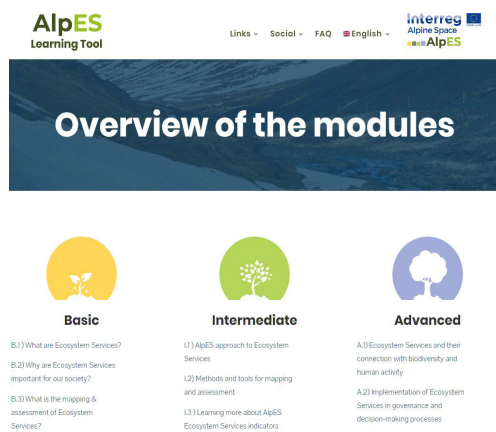 AlpES
Learning Tool
Links
Social
FAQ
English
Interreg
Alpine Space
AlpES
Overview of the modules
Basic
B.1 ) What are Ecosystem Services?
B.2) Why are Ecosystem Services
important for our society?
B.3) What is the mapping &
assessment of Ecosystem
Services?
Intermediate
I.1 ) AlpES approach to Ecosystem
Services
I.2) Methods and tools for mapping
and assessment
I.3 ) Learning more about AlpES
Ecosystem Services indicators
Advanced
A.1) Ecosystem Services and their
connection with biodiversity and
human activity
A.2) Implementation of Ecosystem
Services in governance and
decision-making processes